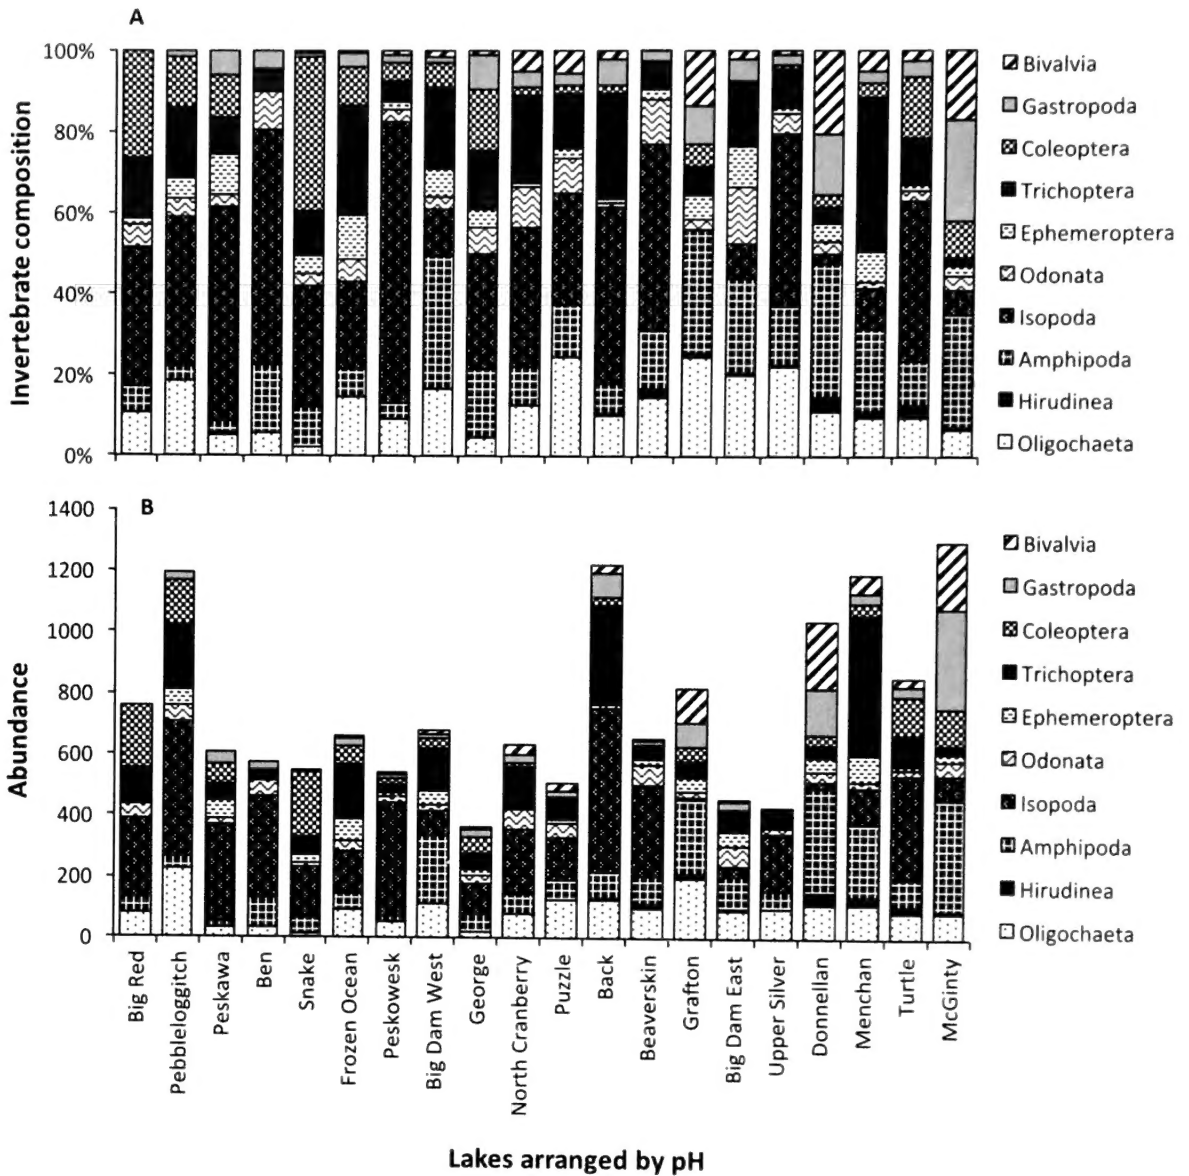 A
100%
80%
60%
40%
20%
0%
Invertebrate composition
Bivalvia
Gastropoda
Coleoptera
Trichoptera
Ephemeroptera
Odonata
Isopoda
Amphipoda
Hirudinea
Oligochaeta
B
1400
1200
1000
800
600
400
200
0
Abundance
Bivalvia
Gastropoda
Coleoptera
Trichoptera
Ephemeroptera
Odonata
Isopoda
Amphipoda
Hirudinea
Oligochaeta
Big Red
Pebbleloggitch
Peskawa
Ben
Snake
Frozen Ocean
Peskowesk
Big Dam West
George
North Cranberry
Puzzle
Back
Beaverskin
Grafton
Big Dam East
Upper Silver
Donnellan
Menchan
Turtle
McGinty
Lakes arranged by pH